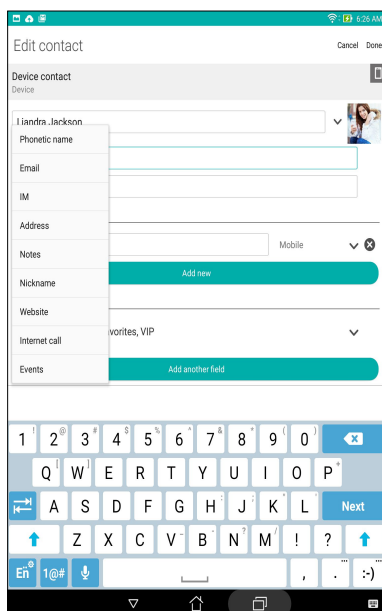 6:26 AM
Edit contact
Cancel Done
Device contact
Device
Liandra Jackson
Phonetic name
Email
IM
Address
Notes
Mobile
Nickname
Add new
Website
vorites, VIP
Internet call
Events
Add another field
1 ! 2 @ 3 # 4 $ 5 % 6 ^ 7 & 8 * 9 ( 0 )
Q [ W ] E R T Y U I O P +
A S D F G H : J ; K " L ' Next
Z X C V - B _ N ? M / ! ?
En 1@# , . ... :-) ...